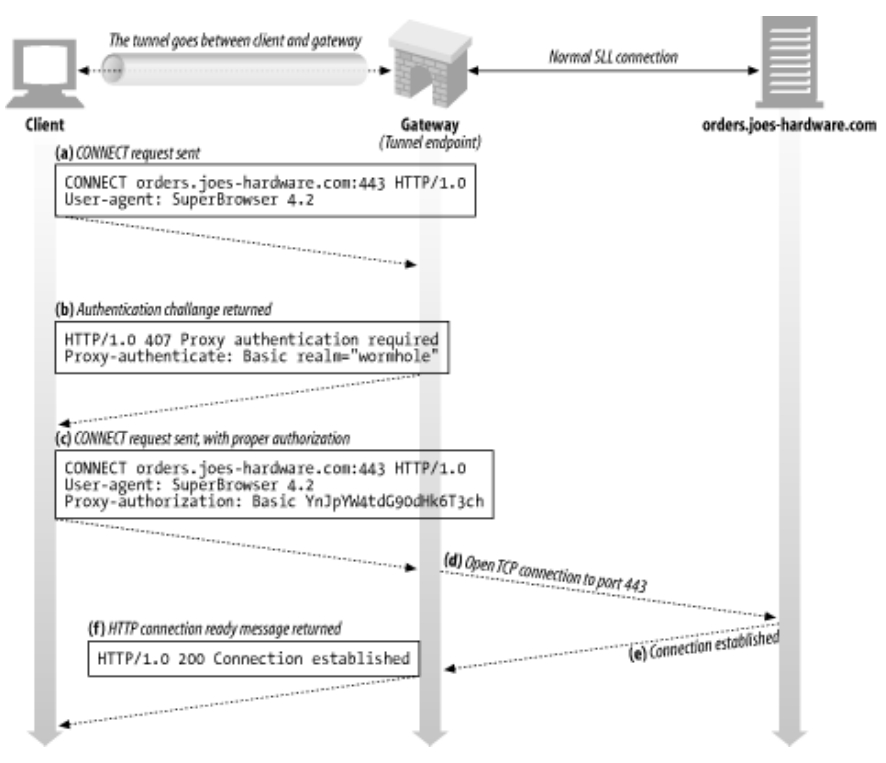 The tunnel goes between client and gateway
Normal SLL connection
Client
Gateway
(Tunnel endpoint)
orders.joes-hardware.com
(a) CONNECT request sent
CONNECT orders.joes-hardware.com:443 HTTP/1.0
User-agent: SuperBrowser 4.2
(b) Authentication challange returned
HTTP/1.0 407 Proxy authentication required
Proxy-authenticate: Basic realm="wormhole"
(c) CONNECT request sent, with proper authorization
CONNECT orders.joes-hardware.com:443 HTTP/1.0
User-agent: SuperBrowser 4.2
Proxy-authorization: Basic YnJpYW4tdG90dHk6T3ch
(d) Open TCP connection to port 443
(e) Connection established
(f) HTTP connection ready message returned
HTTP/1.0 200 Connection established